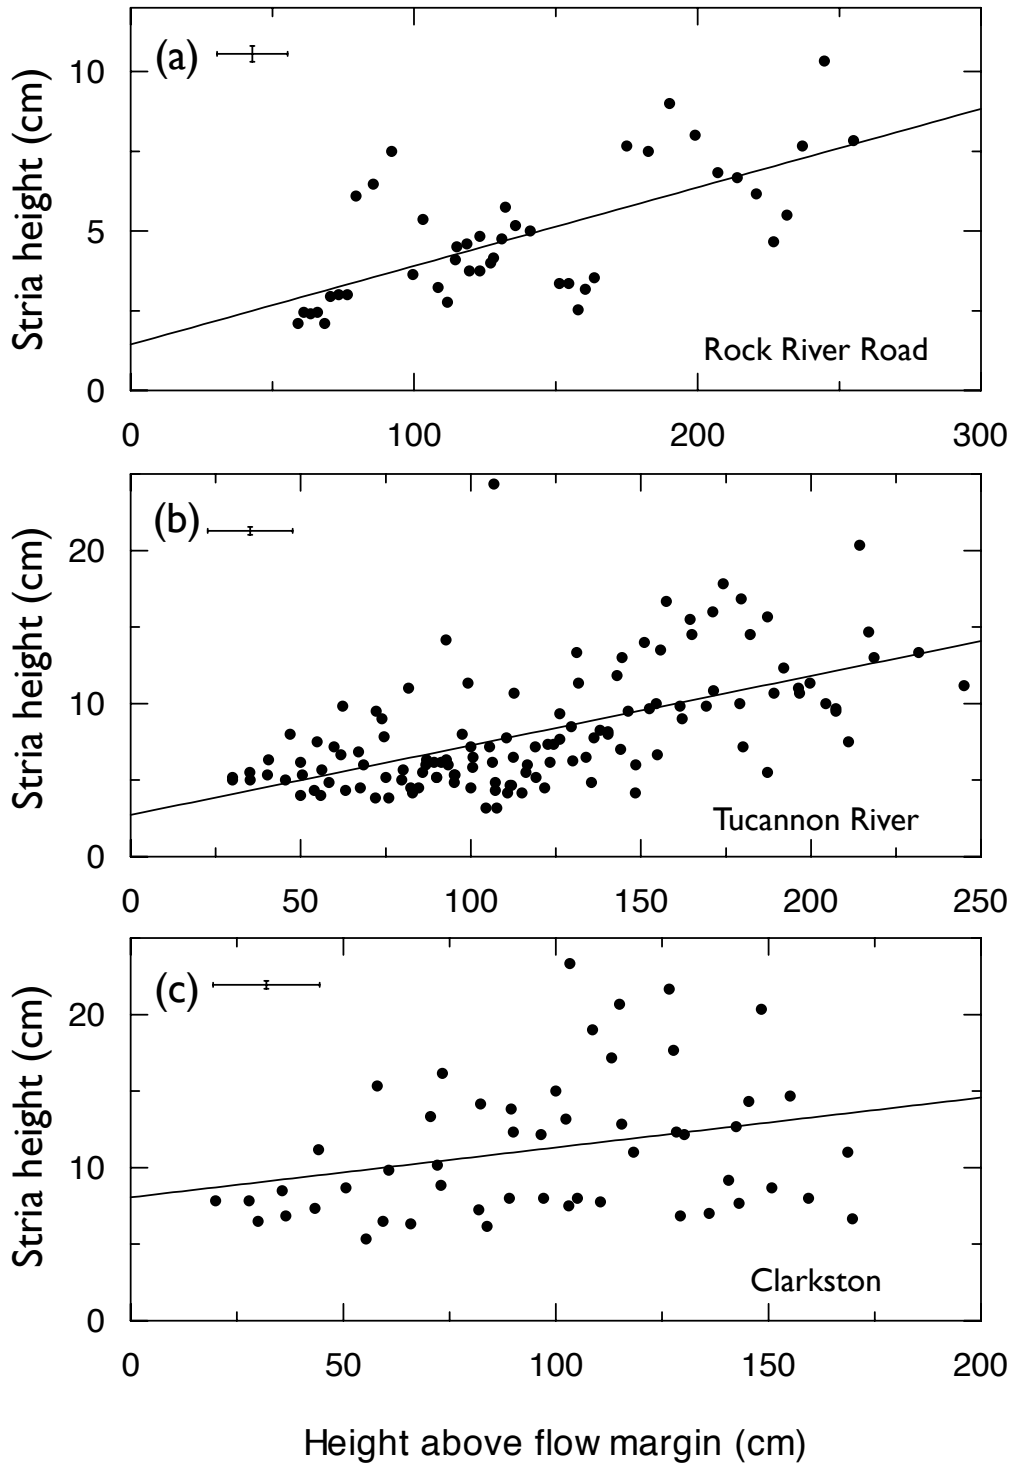 (a)
Stria height (cm)
10
5
0
Rock River Road
0 100 200 300
(b)
Stria height (cm)
20
10
0
Tucannon River
0 50 100 150 200 250
(c)
Stria height (cm)
20
10
0
Clarkston
0 50 100 150 200
Height above flow margin (cm)